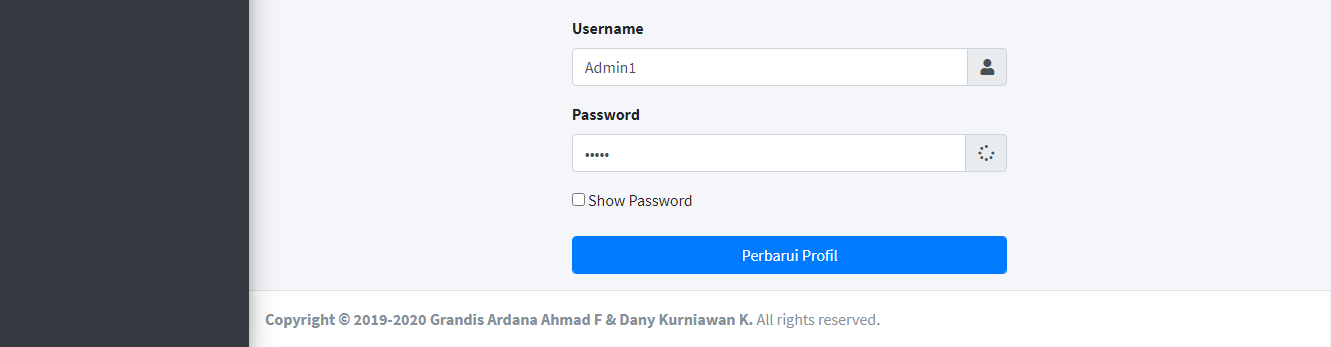 Username
Admin1
Password
•••••
Show Password
Perbarui Profil
Copyright © 2019-2020 Grandis Ardana Ahmad F & Dany Kurniawan K. All rights reserved.